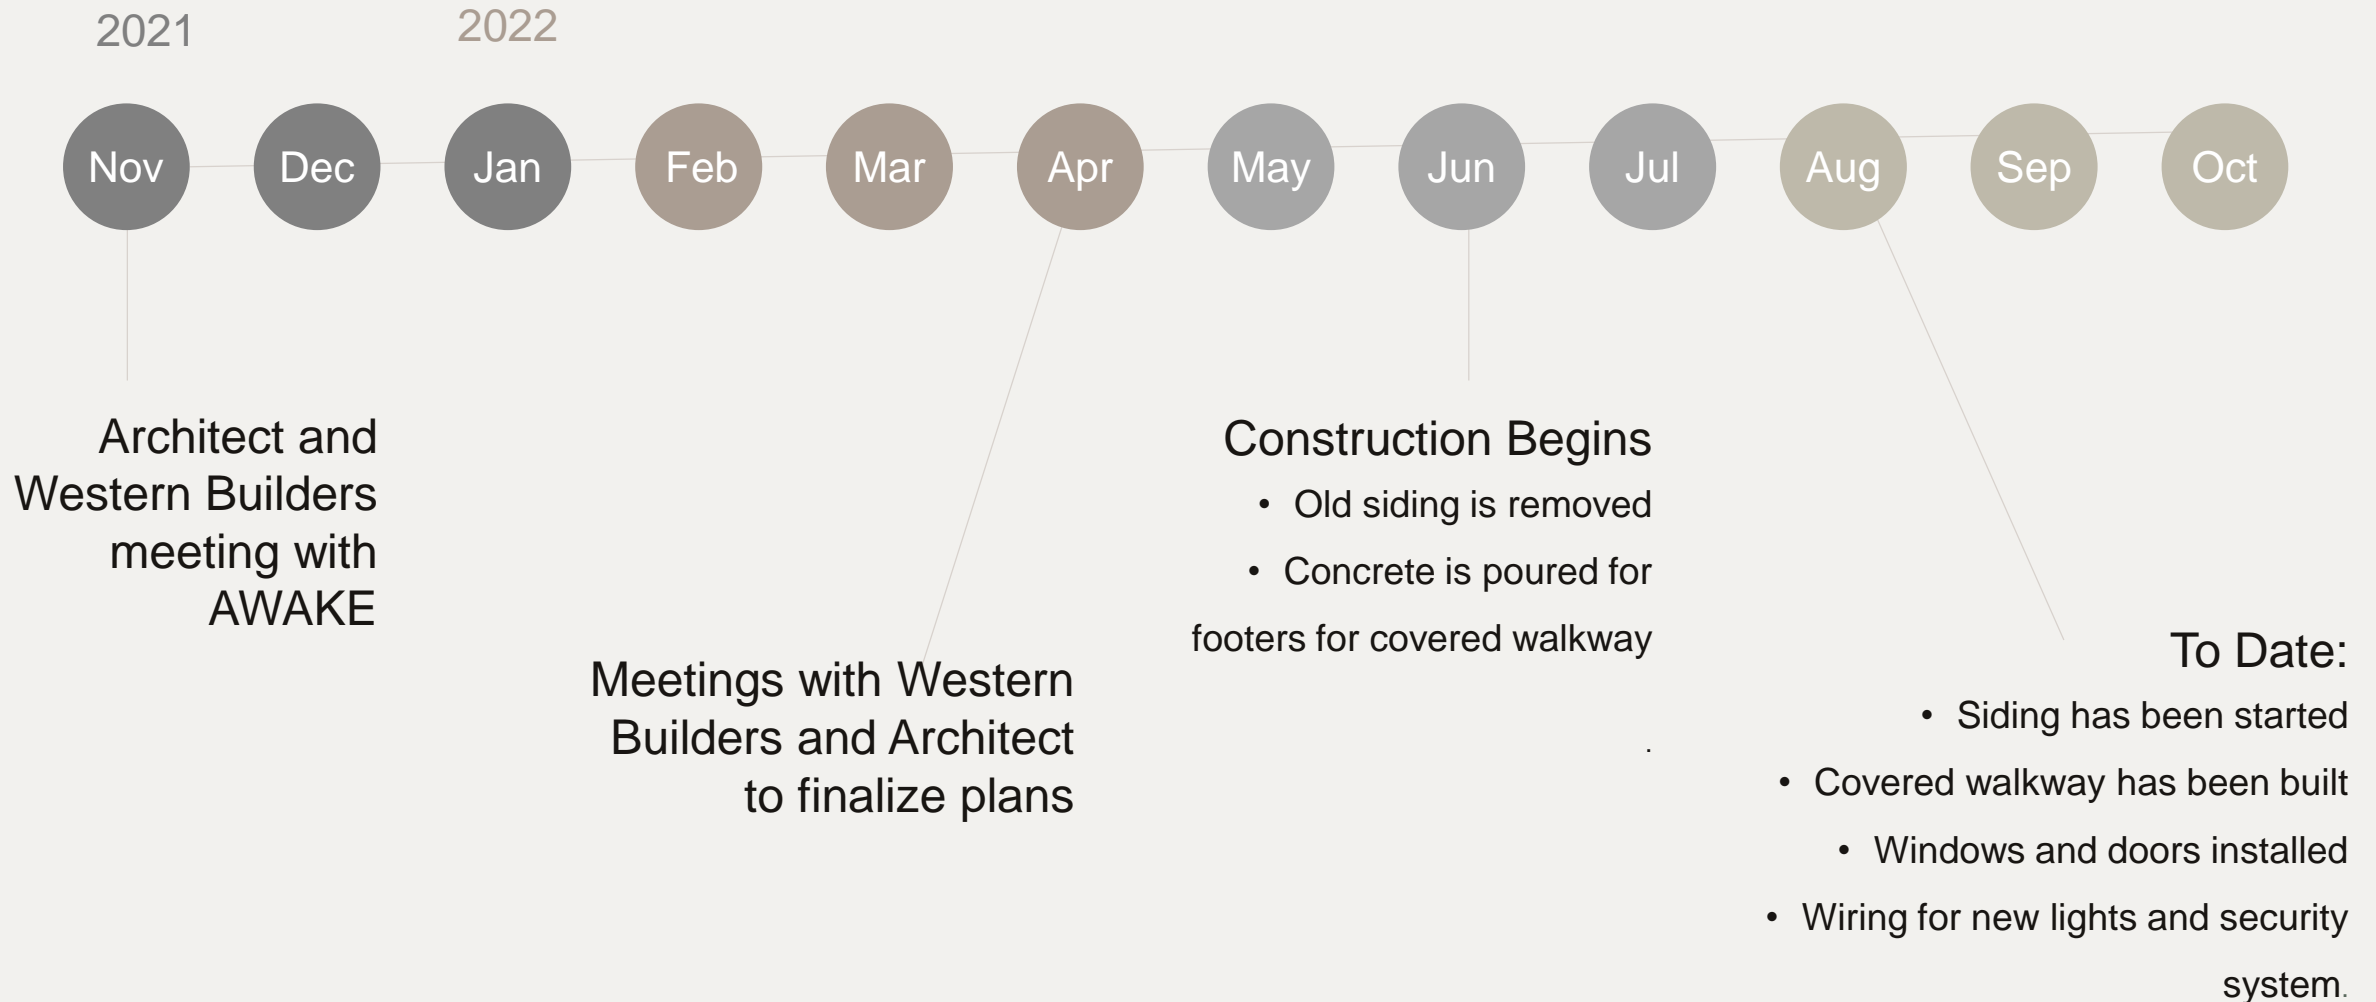 2021
2022
Nov
Dec
Jan
Feb
Mar
Apr
May
Jun
Jul
Aug
Sep
Oct
Architect and
Western Builders
meeting with
AWAKE
Meetings with Western
Builders and Architect
to finalize plans
Construction Begins
• Old siding is removed
• Concrete is poured for
footers for covered walkway
.
To Date:
• Siding has been started
• Covered walkway has been built
• Windows and doors installed
• Wiring for new lights and security
system.